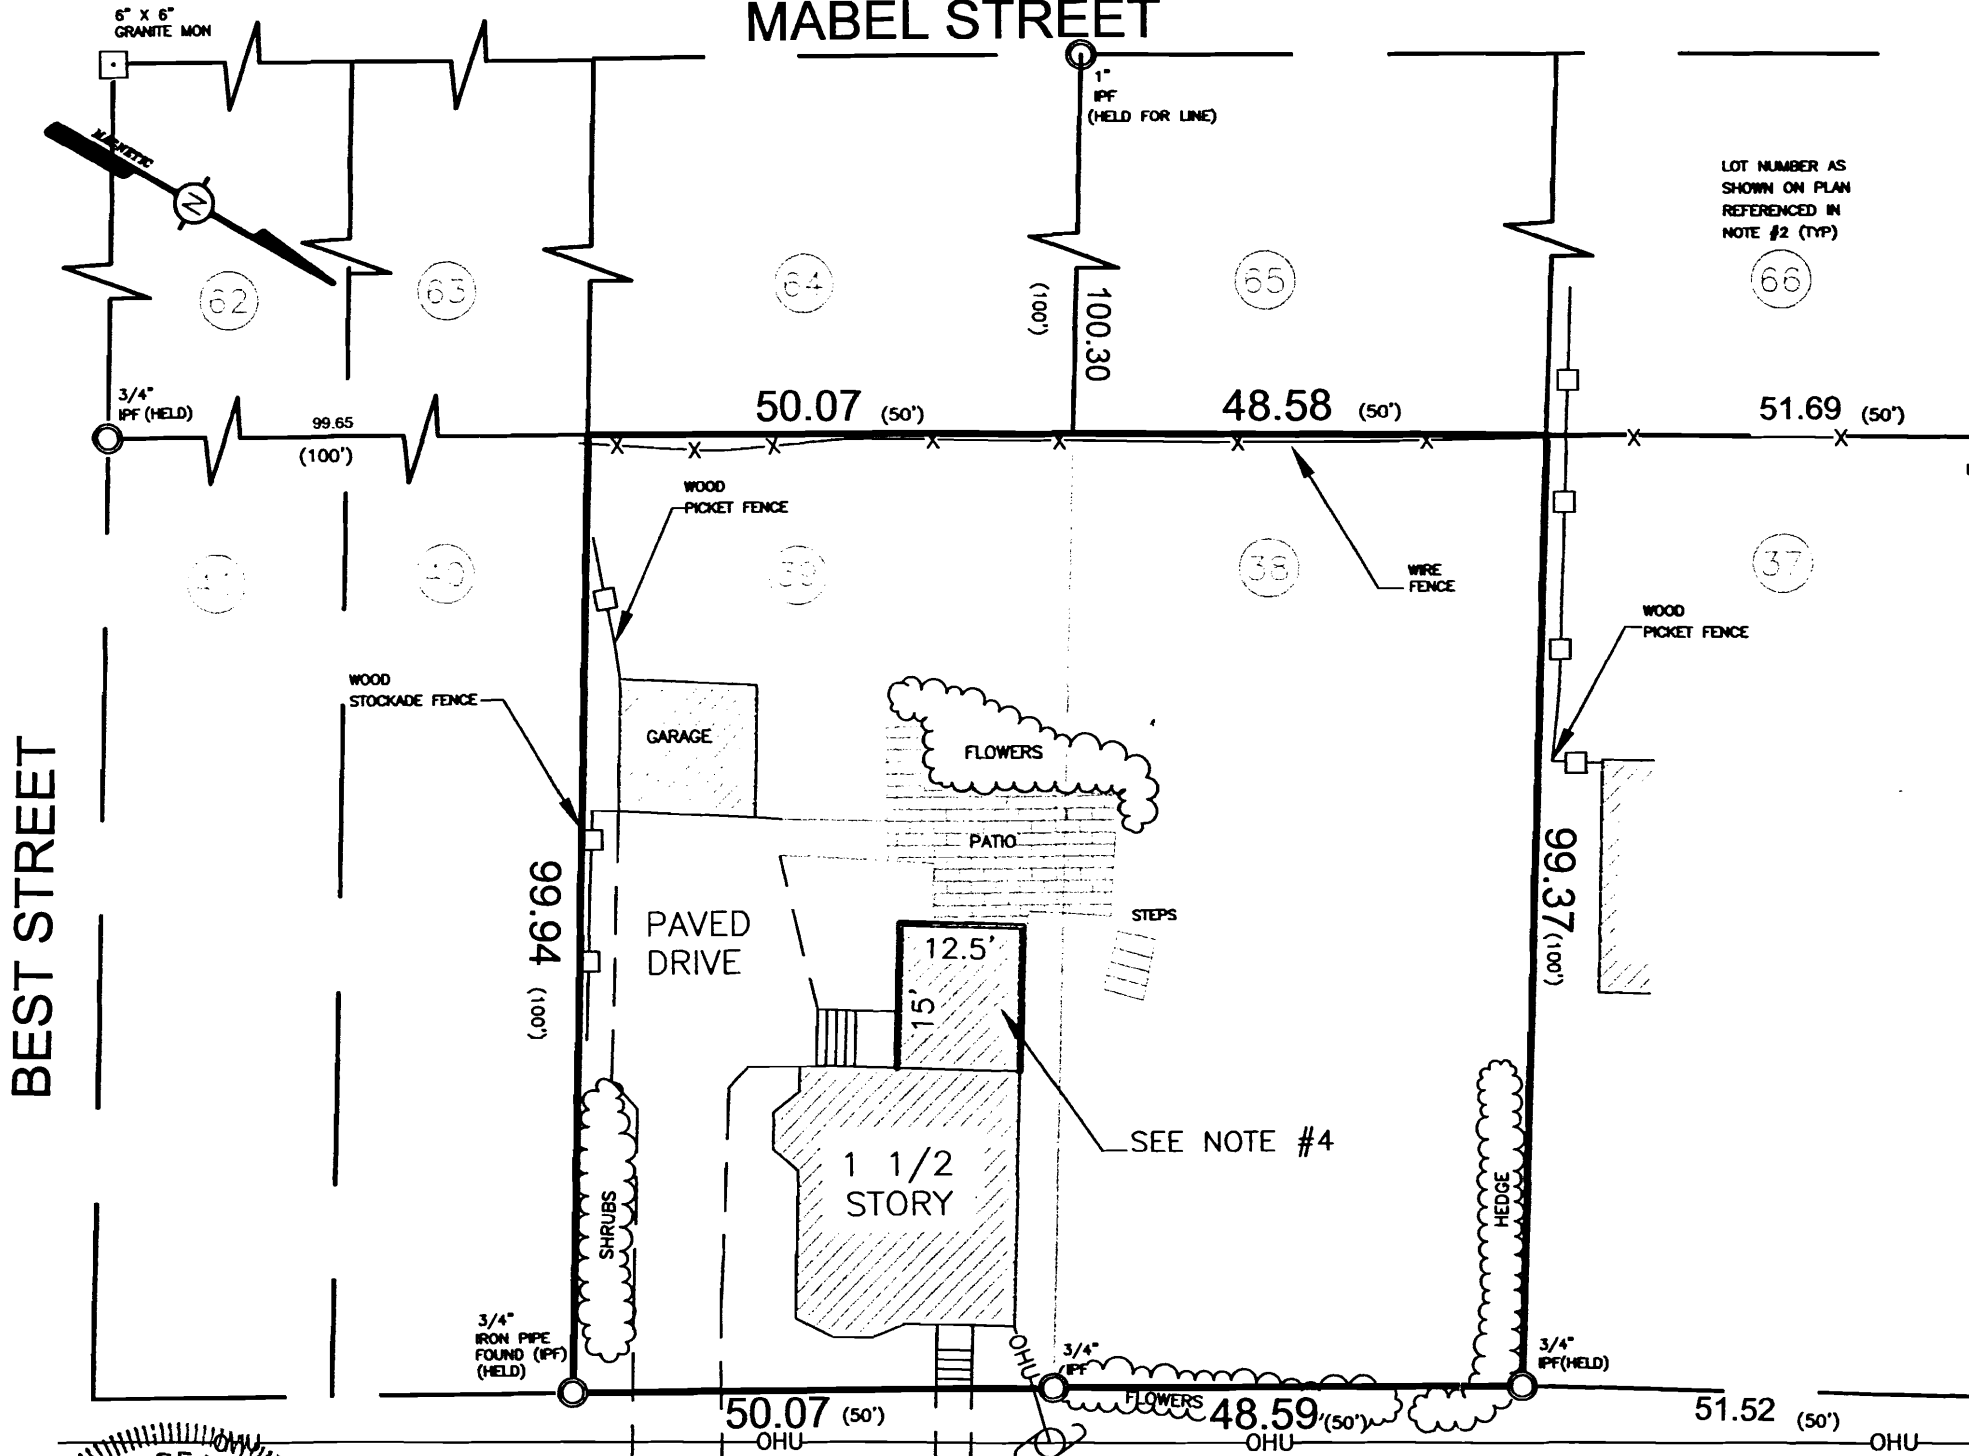 MABEL STREET
6" X 6"
GRANITE MON
1"
IPF
(HELD FOR LINE)
MAGNETIC
N
LOT NUMBER AS
SHOWN ON PLAN
REFERENCED IN
NOTE #2 (TYP)
62
63
64
65
66
(100')
100.30
3/4"
IPF (HELD)
99.65
(100')
50.07 (50')
48.58 (50')
51.69 (50')
WOOD
PICKET FENCE
41
40
39
38
37
WIRE
FENCE
WOOD
PICKET FENCE
WOOD
STOCKADE FENCE
GARAGE
FLOWERS
PATIO
BEST STREET
99.94 (100')
99.37 (100')
PAVED
DRIVE
STEPS
12.5'
15'
SEE NOTE #4
1 1/2
STORY
SHRUBS
HEDGE
3/4"
IRON PIPE
FOUND (IPF)
(HELD)
OHU
3/4"
IPF
3/4"
IPF(HELD)
FLOWERS
50.07 (50')
48.59 (50')
51.52 (50')
OHU
OHU
OHU
OHU